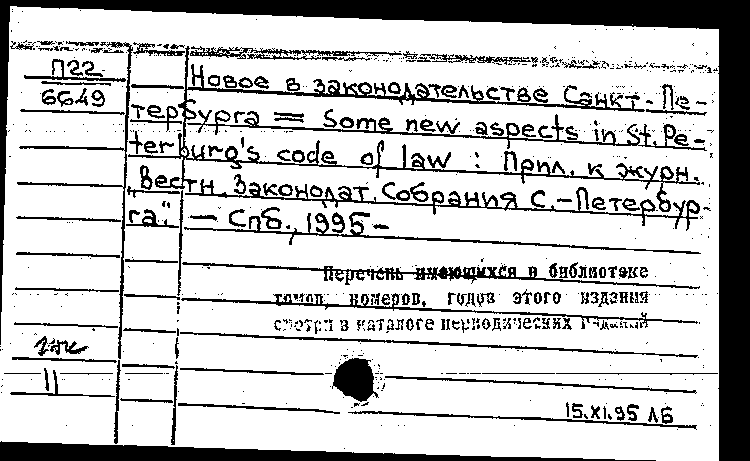 П22
6649
Новое в законодательстве Санкт-Пе-
тербурга = Some new aspects in St.Pe-
terburg's code of law : Прил. к журн.
„Вестн. Законодат. Собрания С.-Петербур-
га." — Спб., 1995 -
Перечень имеющихся в библиотеке
томов, номеров, годов этого издания
смотри в каталоге периодических изданий
11
15.XI.95 ЛБ